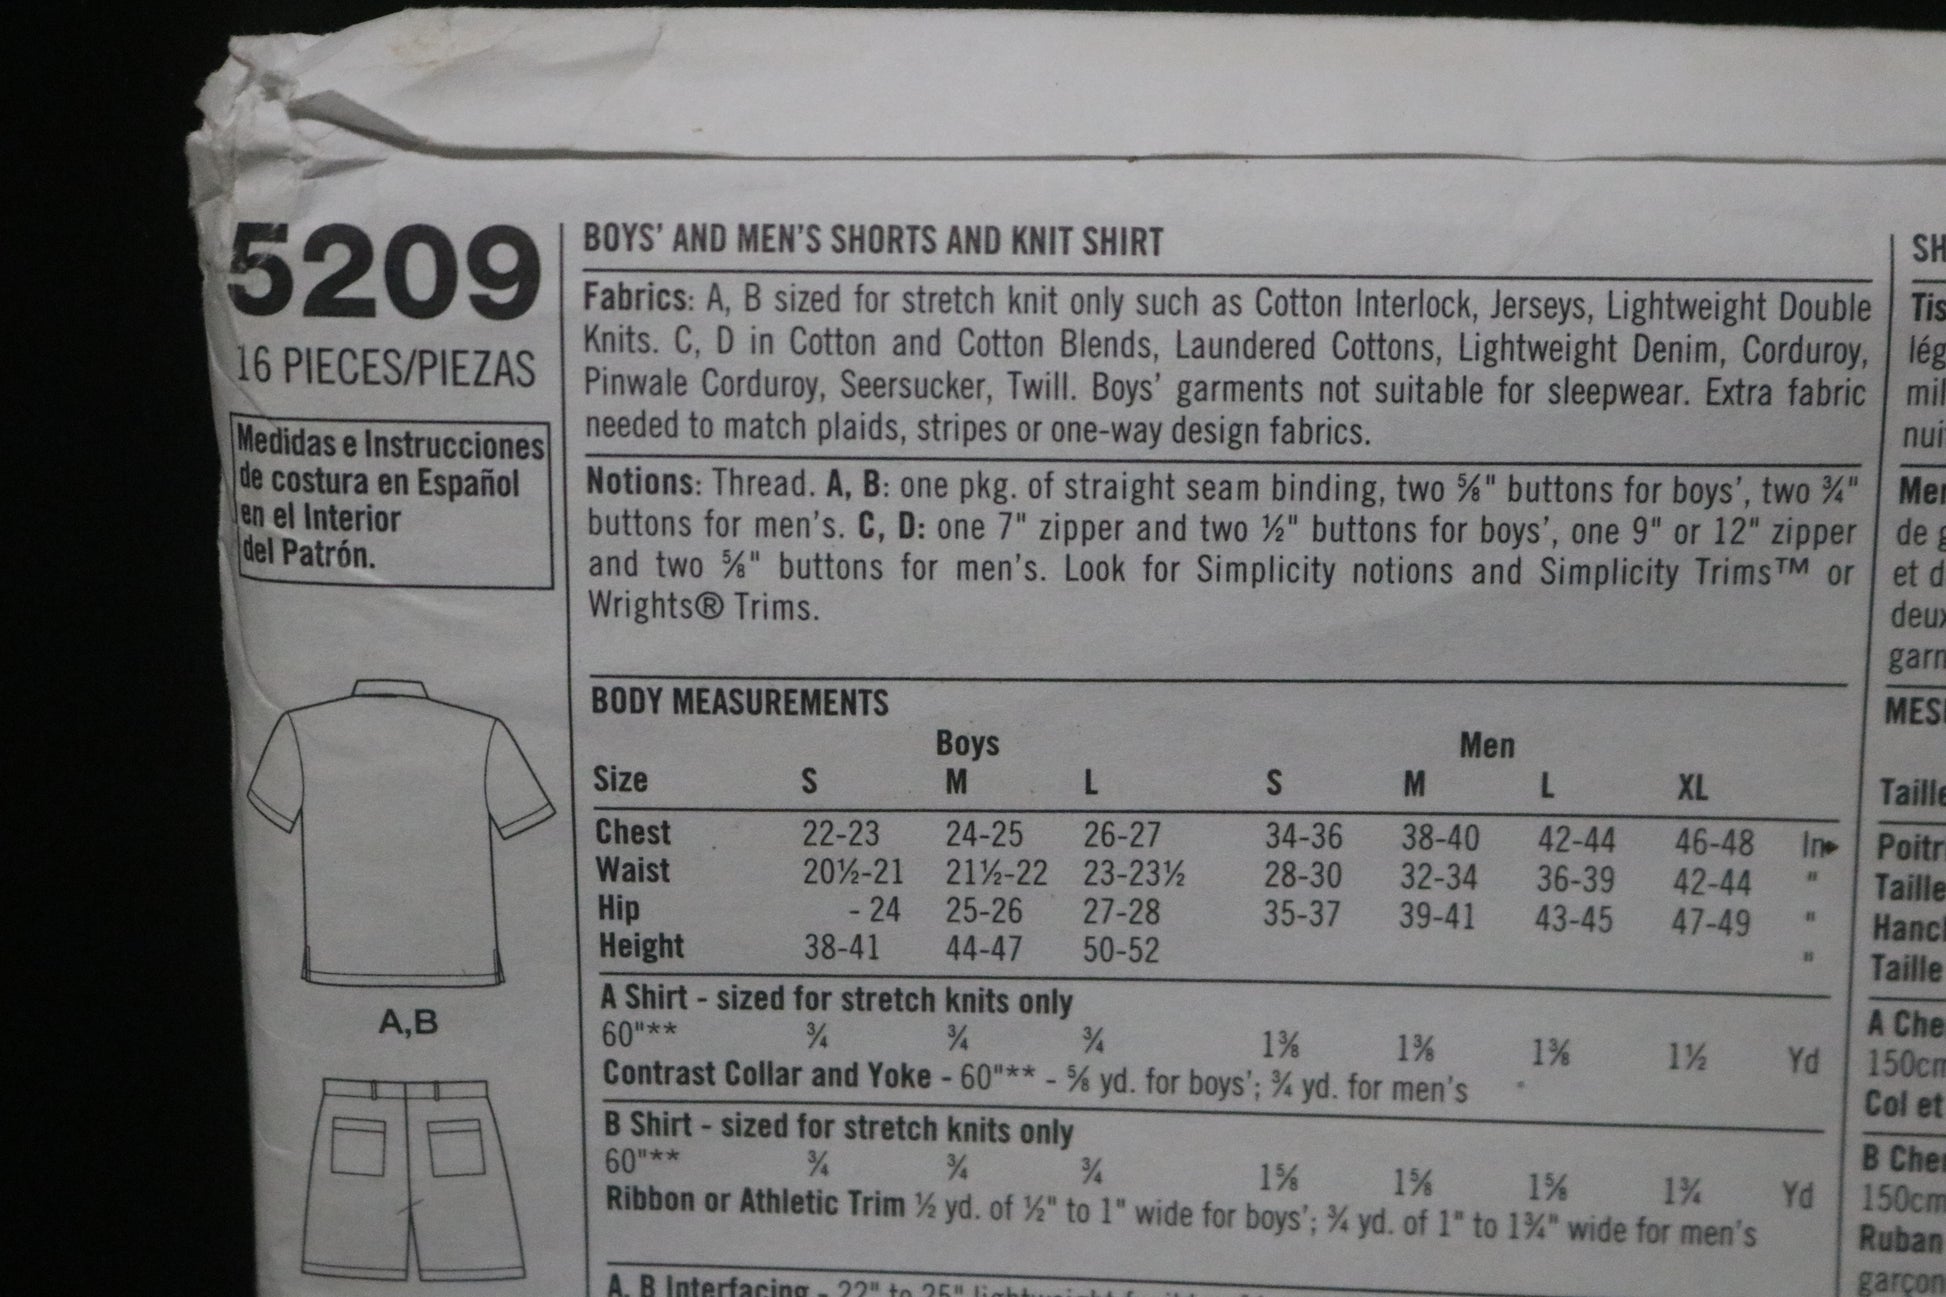 5209
16 PIECES/PIEZAS
Medidas e Instrucciones
de costura en Español
en el Interior
del Patrón.
A,B
BOYS' AND MEN'S SHORTS AND KNIT SHIRT
Fabrics: A, B sized for stretch knit only such as Cotton Interlock, Jerseys, Lightweight Double
Knits. C, D in Cotton and Cotton Blends, Laundered Cottons, Lightweight Denim, Corduroy,
Pinwale Corduroy, Seersucker, Twill. Boys' garments not suitable for sleepwear. Extra fabric
needed to match plaids, stripes or one-way design fabrics.
Notions: Thread. A, B: one pkg. of straight seam binding, two ⅝" buttons for boys', two ¾"
buttons for men's. C, D: one 7" zipper and two ½" buttons for boys', one 9" or 12" zipper
and two ⅝" buttons for men's. Look for Simplicity notions and Simplicity Trims™ or
Wrights® Trims.
BODY MEASUREMENTS
Boys Men
Size S M L S M L XL
Chest 22-23 24-25 26-27 34-36 38-40 42-44 46-48 In
Waist 20½-21 21½-22 23-23½ 28-30 32-34 36-39 42-44 "
Hip - 24 25-26 27-28 35-37 39-41 43-45 47-49 "
Height 38-41 44-47 50-52 "
A Shirt - sized for stretch knits only
60"** ¾ ¾ ¾ 1⅜ 1⅜ 1⅜ 1½ Yd
Contrast Collar and Yoke - 60"** - ⅝ yd. for boys'; ¾ yd. for men's
B Shirt - sized for stretch knits only
60"** ¾ ¾ ¾ 1⅝ 1⅝ 1⅝ 1¾ Yd
Ribbon or Athletic Trim ½ yd. of ½" to 1" wide for boys'; ¾ yd. of 1" to 1¾" wide for men's
A, B Interfacing - 22" to 25"
SH
Tis
lég
mil
nui
Mer
de g
et d
deux
garn
MES
Taille
Poitr
Taille
Hanc
Taille
A Che
150cm
Col et
B Che
150cm
Ruban
garçon